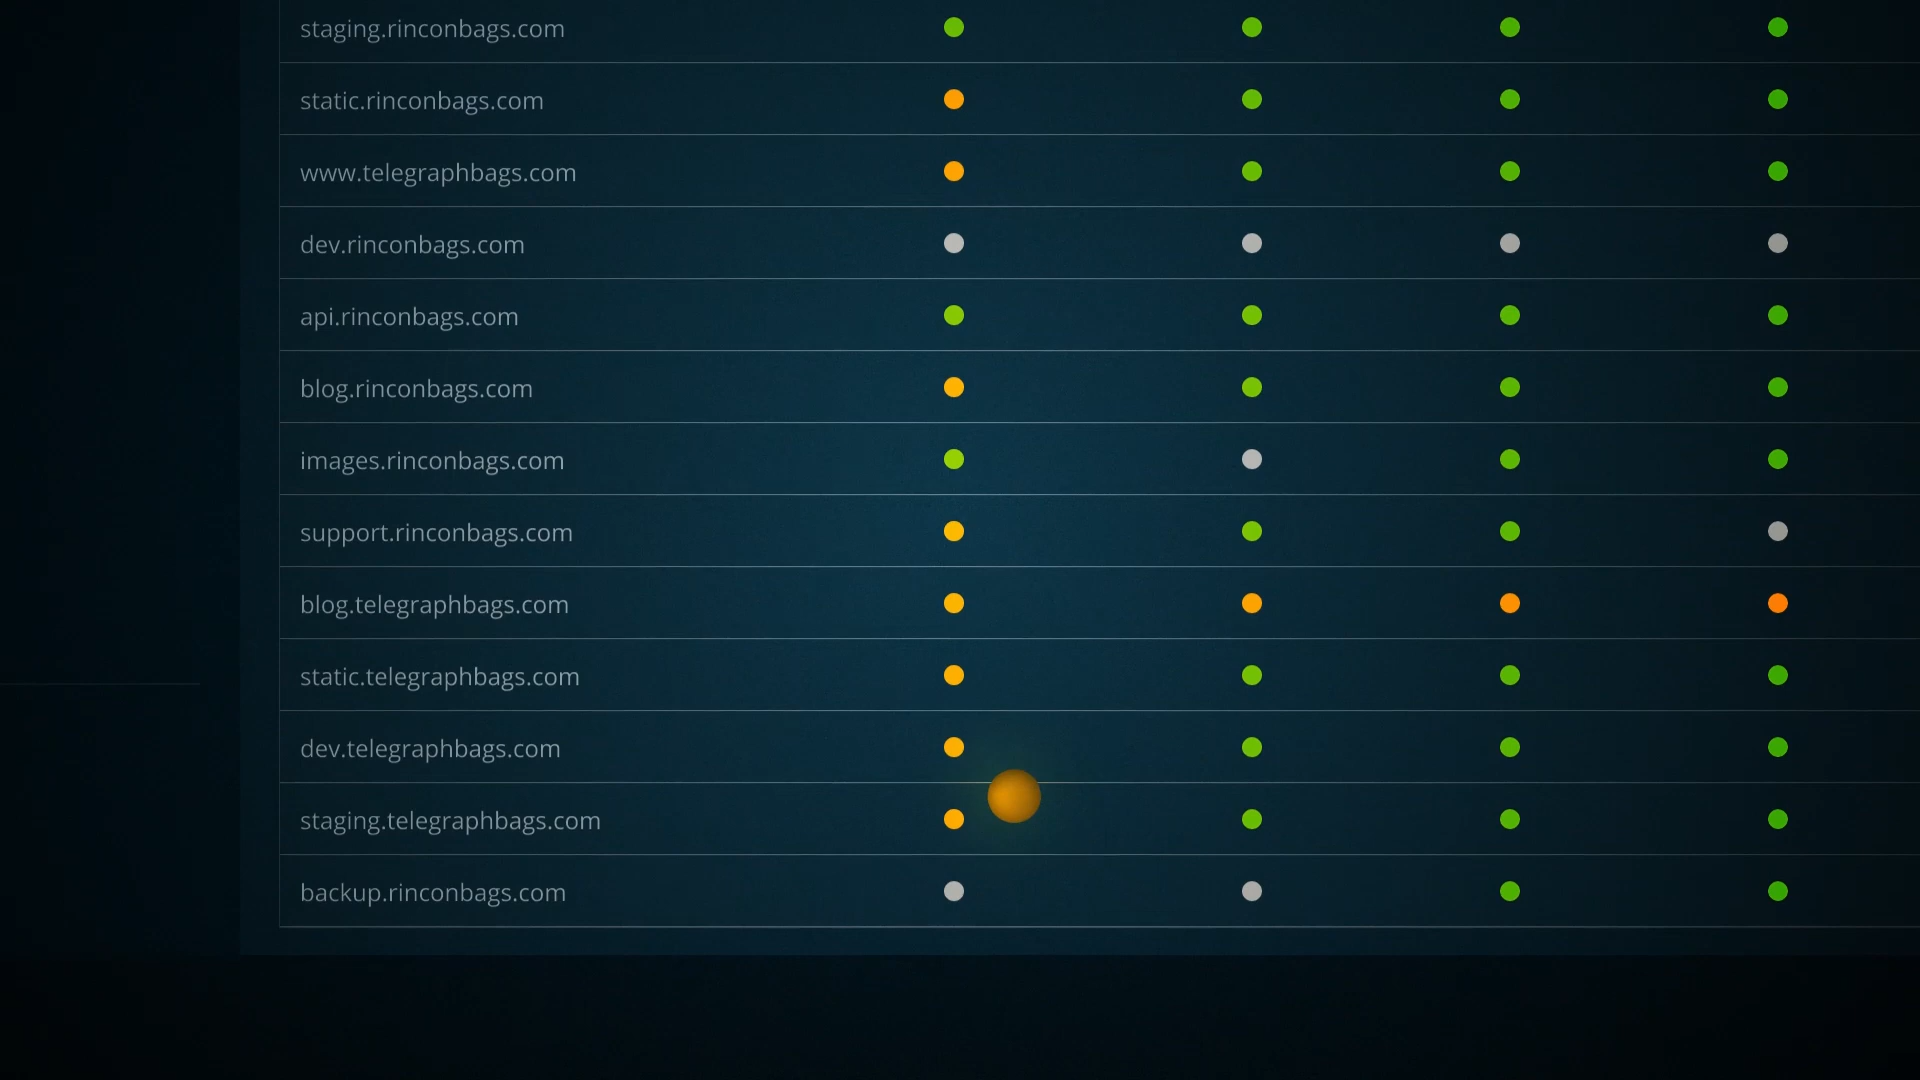 staging.rinconbags.com
static.rinconbags.com
www.telegraphbags.com
dev.rinconbags.com
api.rinconbags.com
blog.rinconbags.com
images.rinconbags.com
support.rinconbags.com
blog.telegraphbags.com
static.telegraphbags.com
dev.telegraphbags.com
staging.telegraphbags.com
backup.rinconbags.com